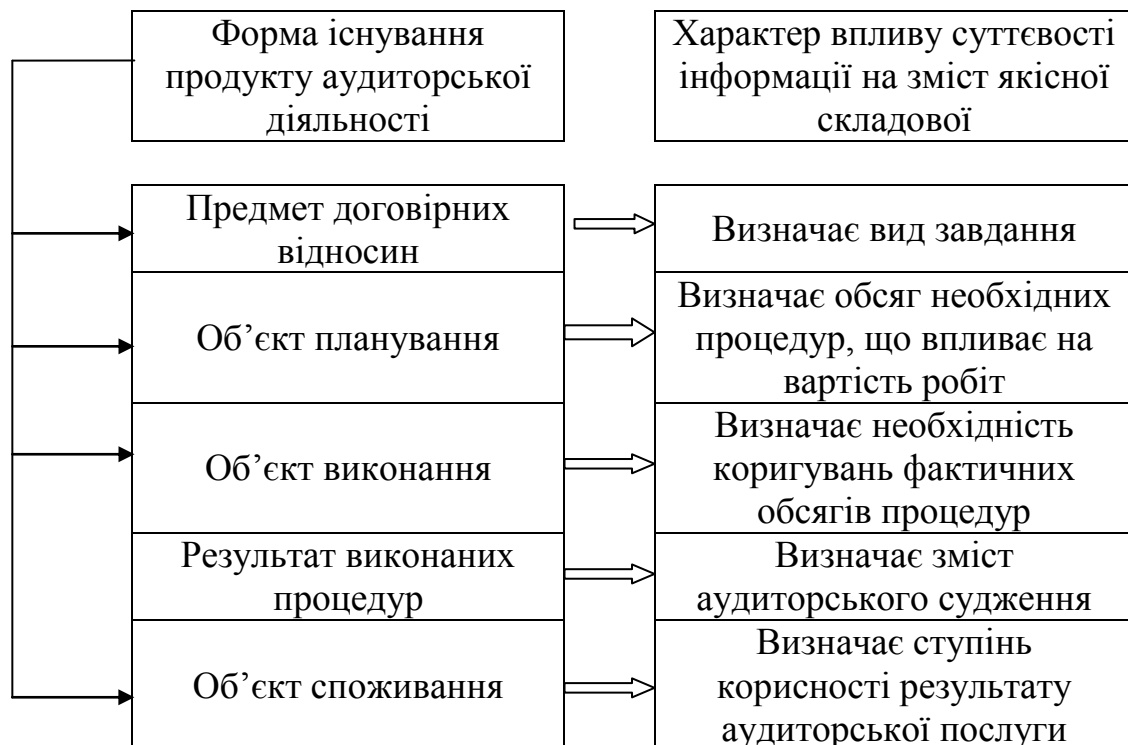 Форма існування
продукту аудиторської
діяльності
Характер впливу суттєвості
інформації на зміст якісної
складової
Предмет договірних
відносин
Визначає вид завдання
Об’єкт планування
Визначає обсяг необхідних
процедур, що впливає на
вартість робіт
Об’єкт виконання
Визначає необхідність
коригувань фактичних
обсягів процедур
Результат виконаних
процедур
Визначає зміст
аудиторського судження
Об’єкт споживання
Визначає ступінь
корисності результату
аудиторської послуги